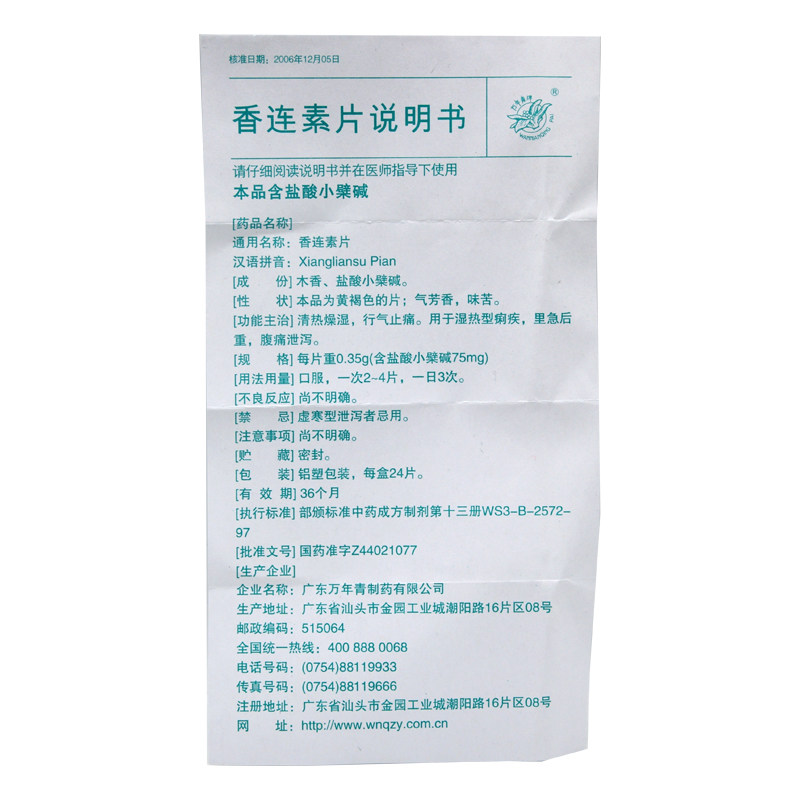 核准日期：2006年12月05日
香连素片说明书
万年青牌
®
WANNIANQING PAI
请仔细阅读说明书并在医师指导下使用
本品含盐酸小檗碱
[药品名称]
通用名称：香连素片
汉语拼音：Xiangliansu Pian
[成　份] 木香、盐酸小檗碱。
[性　状] 本品为黄褐色的片；气芳香，味苦。
[功能主治] 清热燥湿，行气止痛。用于湿热型痢疾，里急后
重，腹痛泄泻。
[规　格] 每片重0.35g(含盐酸小檗碱75mg)
[用法用量] 口服，一次2~4片，一日3次。
[不良反应] 尚不明确。
[禁　忌] 虚寒型泄泻者忌用。
[注意事项] 尚不明确。
[贮　藏] 密封。
[包　装] 铝塑包装，每盒24片。
[有 效 期] 36个月
[执行标准] 部颁标准中药成方制剂第十三册WS3-B-2572-
97
[批准文号] 国药准字Z44021077
[生产企业]
企业名称：广东万年青制药有限公司
生产地址：广东省汕头市金园工业城潮阳路16片区08号
邮政编码：515064
全国统一热线：400 888 0068
电话号码：(0754)88119933
传真号码：(0754)88119666
注册地址：广东省汕头市金园工业城潮阳路16片区08号
网　址：http://www.wnqzy.com.cn